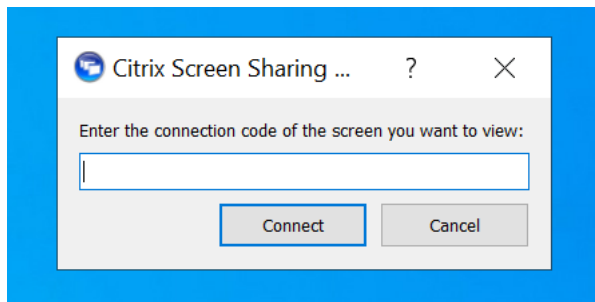 Citrix Screen Sharing ... ?
Enter the connection code of the screen you want to view:
Connect Cancel